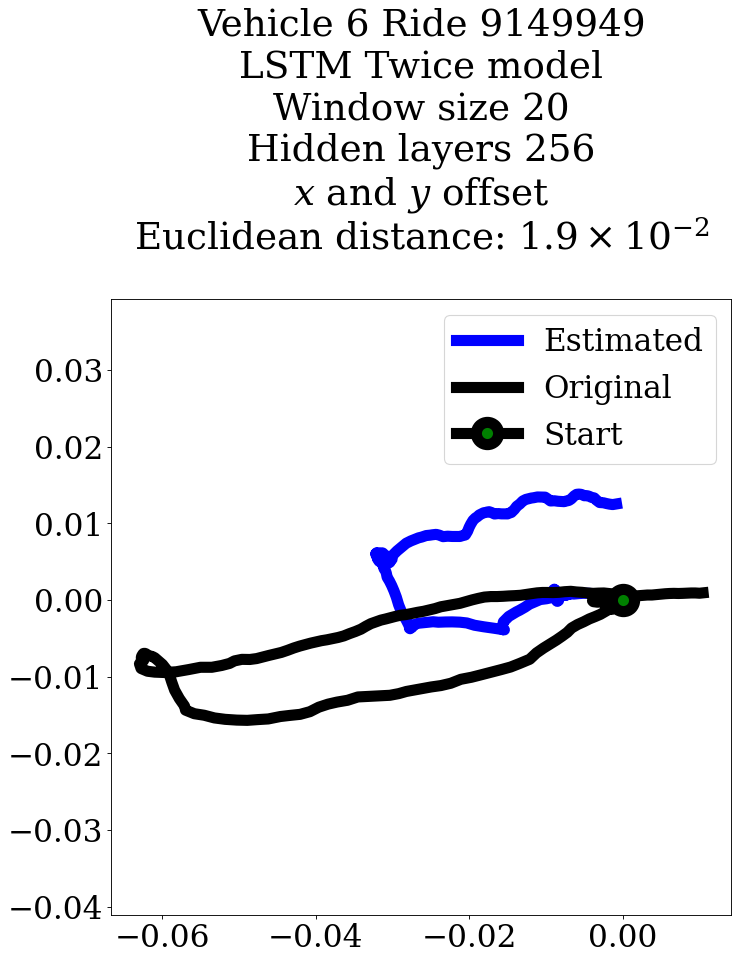 Vehicle 6 Ride 9149949
LSTM Twice model
Window size 20
Hidden layers 256
x and y offset
Euclidean distance: 1.9 × 10⁻²
Estimated
Original
Start
0.03
0.02
0.01
0.00
−0.01
−0.02
−0.03
−0.04
−0.06 −0.04 −0.02 0.00